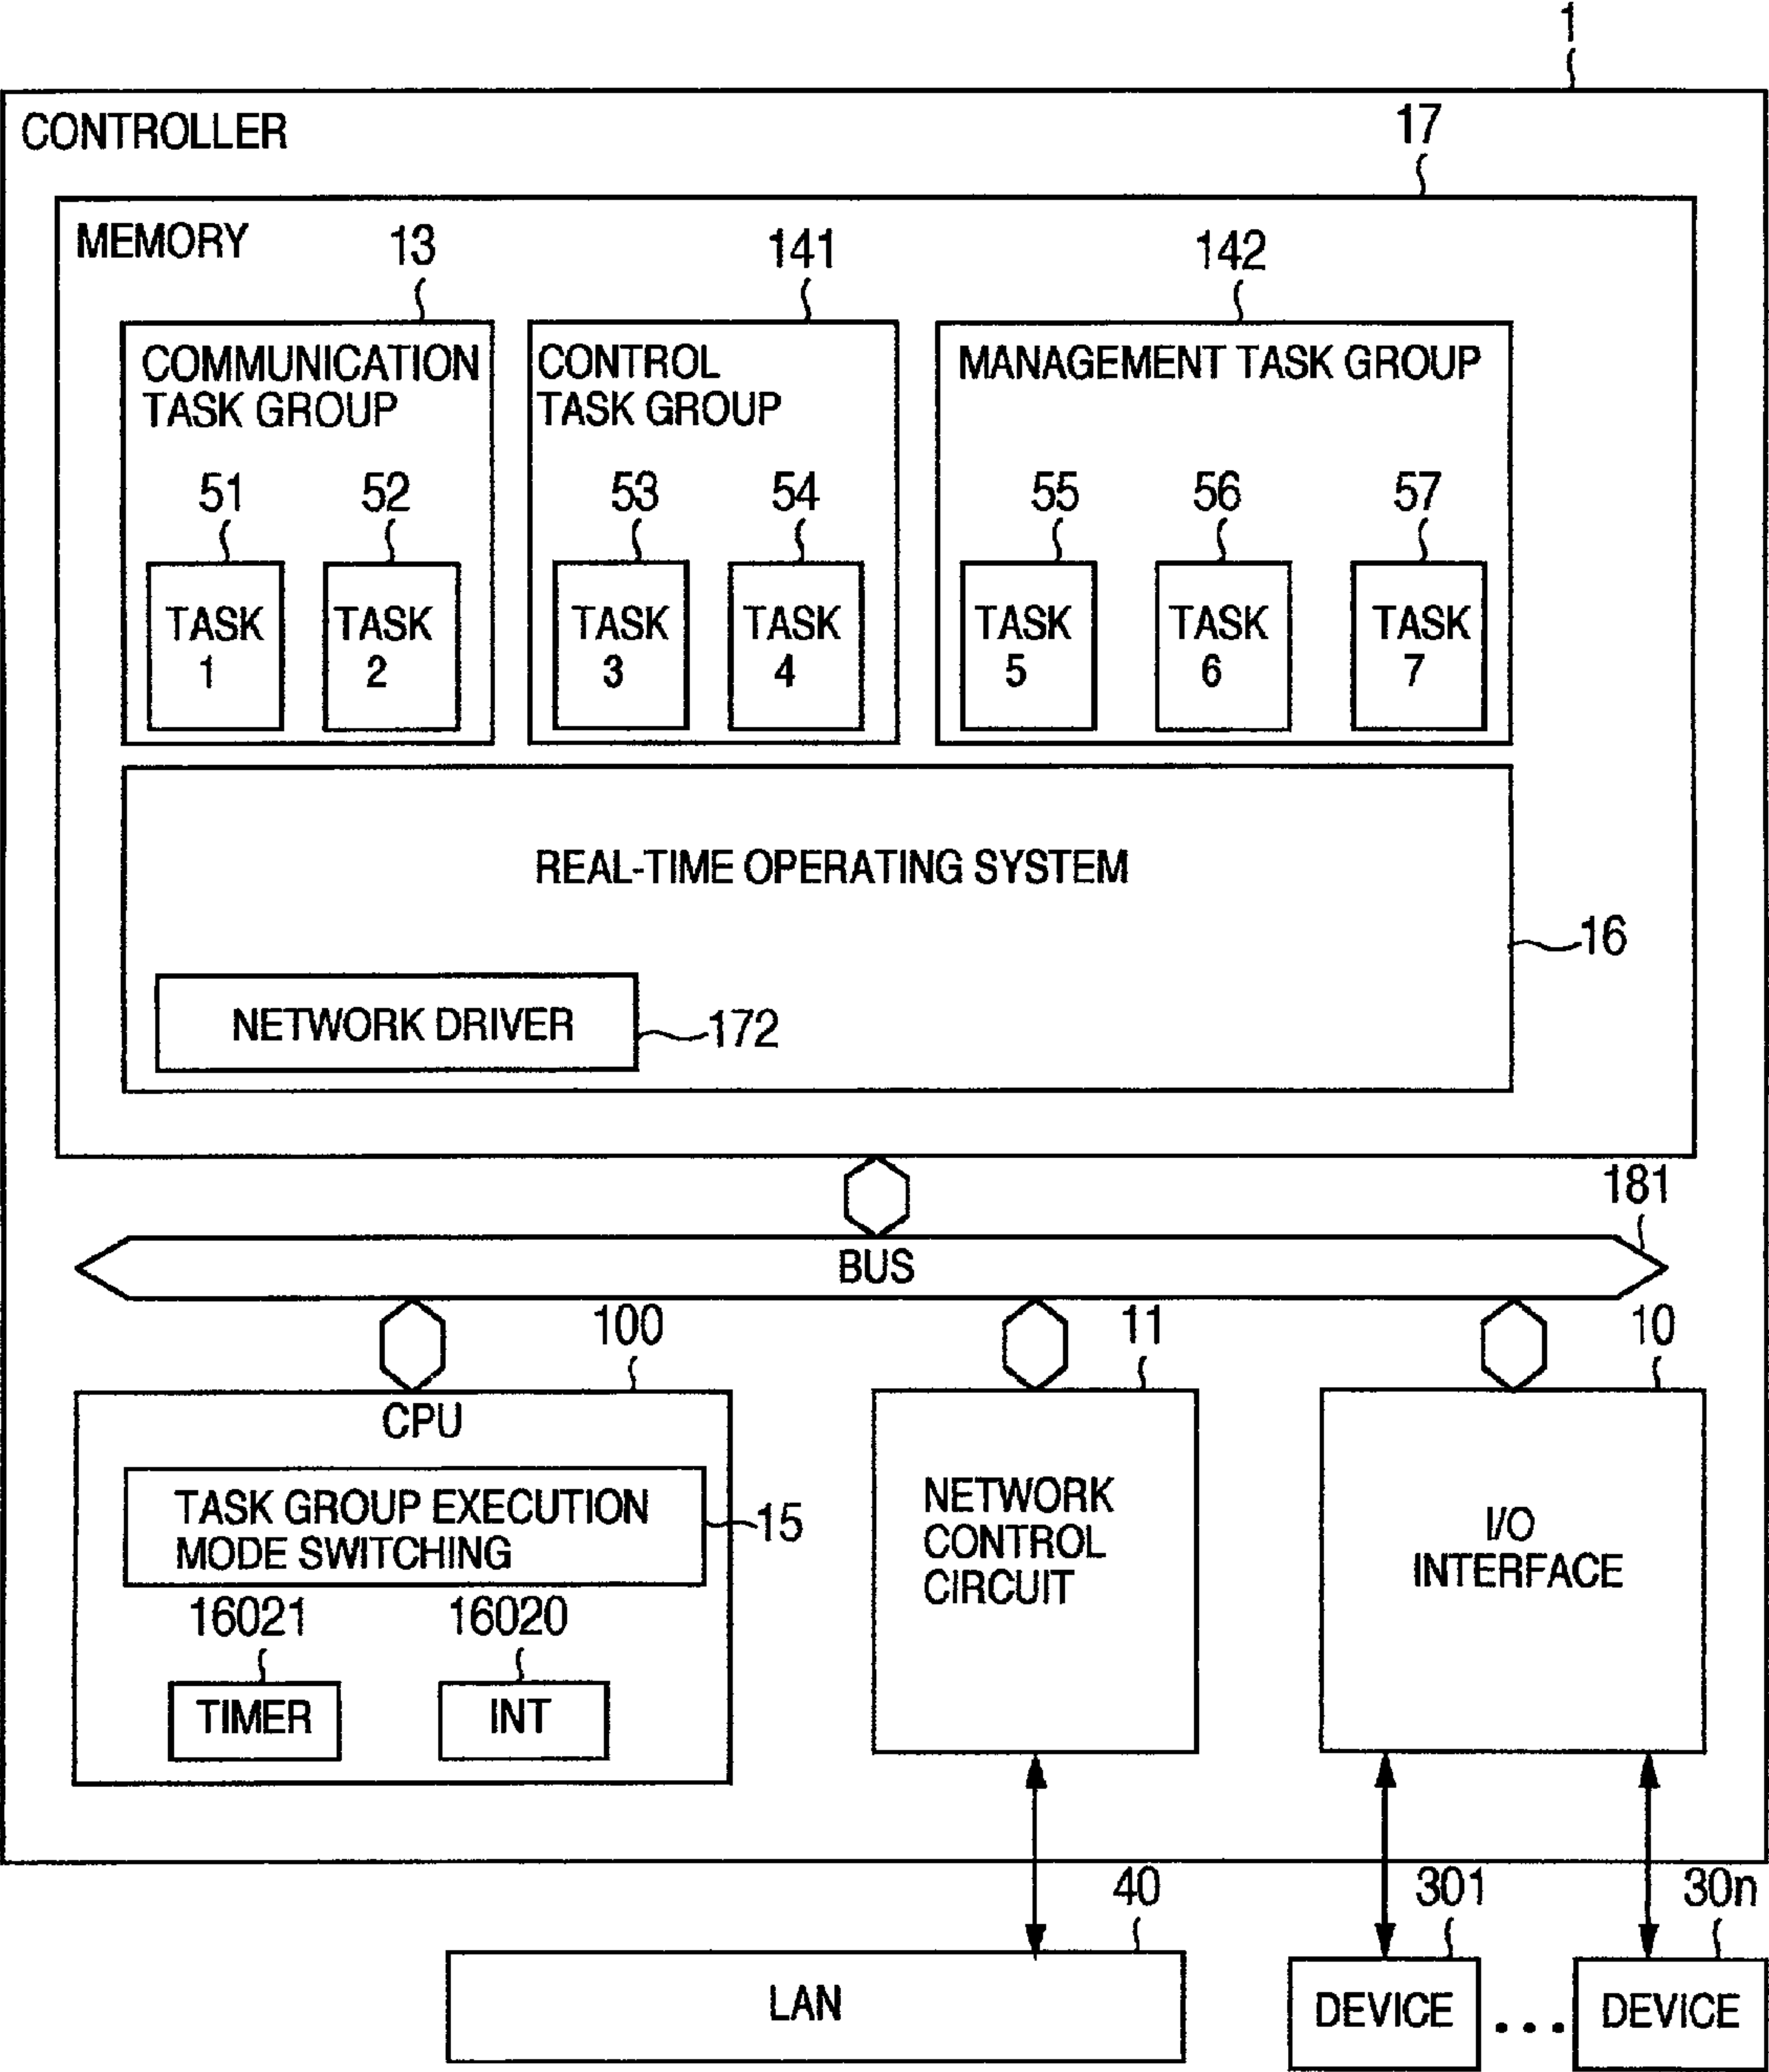 1
CONTROLLER
17
MEMORY
13
141
142
COMMUNICATION
TASK GROUP
CONTROL
TASK GROUP
MANAGEMENT TASK GROUP
51
52
53
54
55
56
57
TASK
1
TASK
2
TASK
3
TASK
4
TASK
5
TASK
6
TASK
7
REAL-TIME OPERATING SYSTEM
16
NETWORK DRIVER
172
181
BUS
100
11
10
CPU
TASK GROUP EXECUTION
MODE SWITCHING
15
16021
16020
TIMER
INT
NETWORK
CONTROL
CIRCUIT
I/O
INTERFACE
40
301
30n
LAN
DEVICE
...
DEVICE